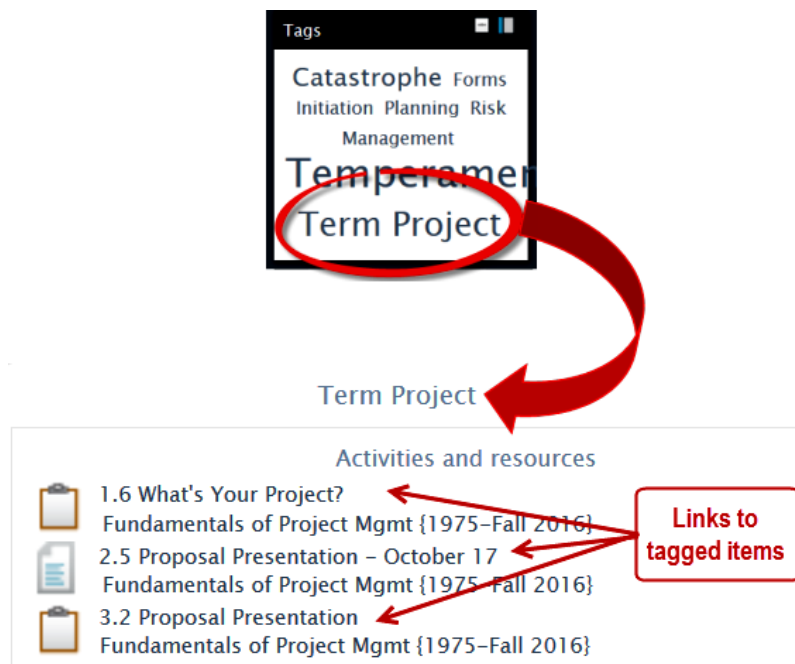 Tags
Catastrophe Forms
Initiation Planning Risk
Management
Temperamer
Term Project
Term Project
Activities and resources
1.6 What's Your Project?
Fundamentals of Project Mgmt {1975-Fall 2016}
2.5 Proposal Presentation - October 17
Fundamentals of Project Mgmt {1975-Fall 2016}
3.2 Proposal Presentation
Fundamentals of Project Mgmt {1975-Fall 2016}
Links to
tagged items